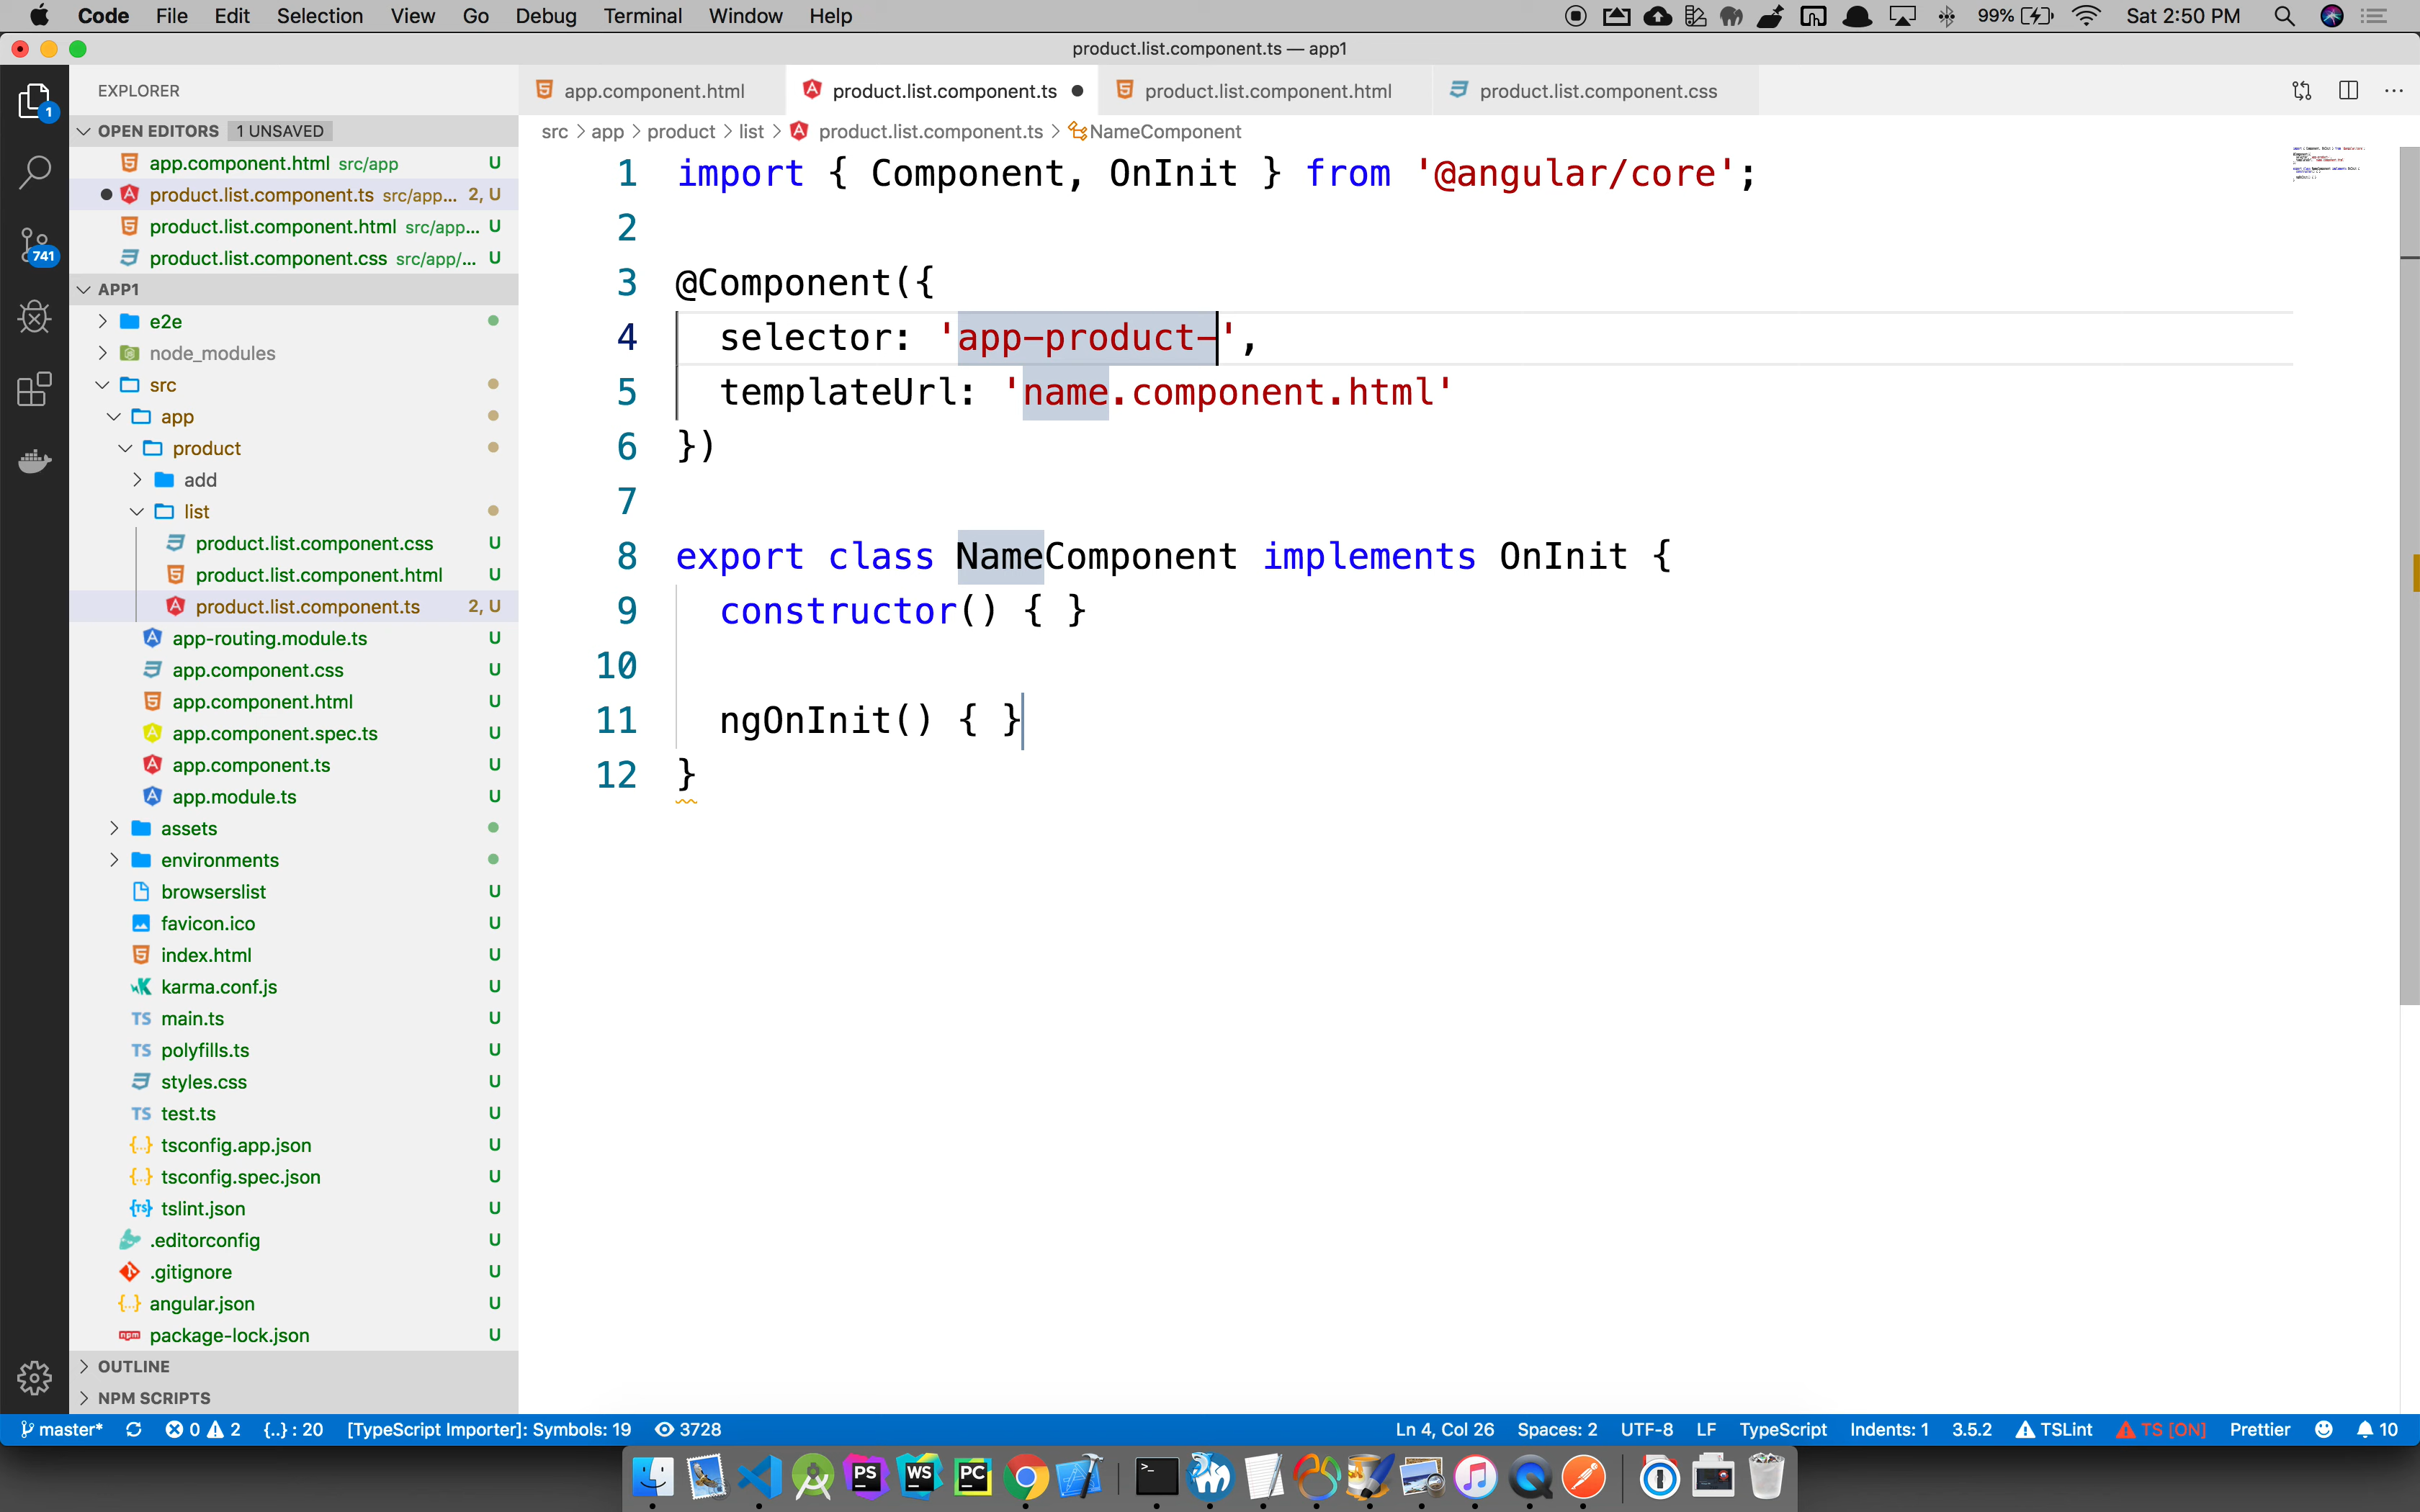 Code File Edit Selection View Go Debug Terminal Window Help
99% Sat 2:50 PM
product.list.component.ts — app1
EXPLORER
OPEN EDITORS 1 UNSAVED
app.component.html src/app U
product.list.component.ts src/app... 2, U
product.list.component.html src/app... U
product.list.component.css src/app/... U
APP1
e2e
node_modules
src
app
product
add
list
product.list.component.css U
product.list.component.html U
product.list.component.ts 2, U
app-routing.module.ts U
app.component.css U
app.component.html U
app.component.spec.ts U
app.component.ts U
app.module.ts U
assets
environments
browserslist U
favicon.ico U
index.html U
karma.conf.js U
TS main.ts U
TS polyfills.ts U
styles.css U
TS test.ts U
{..} tsconfig.app.json U
{..} tsconfig.spec.json U
{TS} tslint.json U
.editorconfig U
.gitignore U
{..} angular.json U
npm package-lock.json U
OUTLINE
NPM SCRIPTS
1
741
app.component.html product.list.component.ts product.list.component.html product.list.component.css
src > app > product > list > product.list.component.ts > NameComponent
1 import { Component, OnInit } from '@angular/core';
2
3 @Component({
4 selector: 'app-product-',
5 templateUrl: 'name.component.html'
6 })
7
8 export class NameComponent implements OnInit {
9 constructor() { }
10
11 ngOnInit() { }
12 }
master* 0 2 {..} : 20 [TypeScript Importer]: Symbols: 19 3728 Ln 4, Col 26 Spaces: 2 UTF-8 LF TypeScript Indents: 1 3.5.2 TSLint TS [ON] Prettier 10
PS WS PC